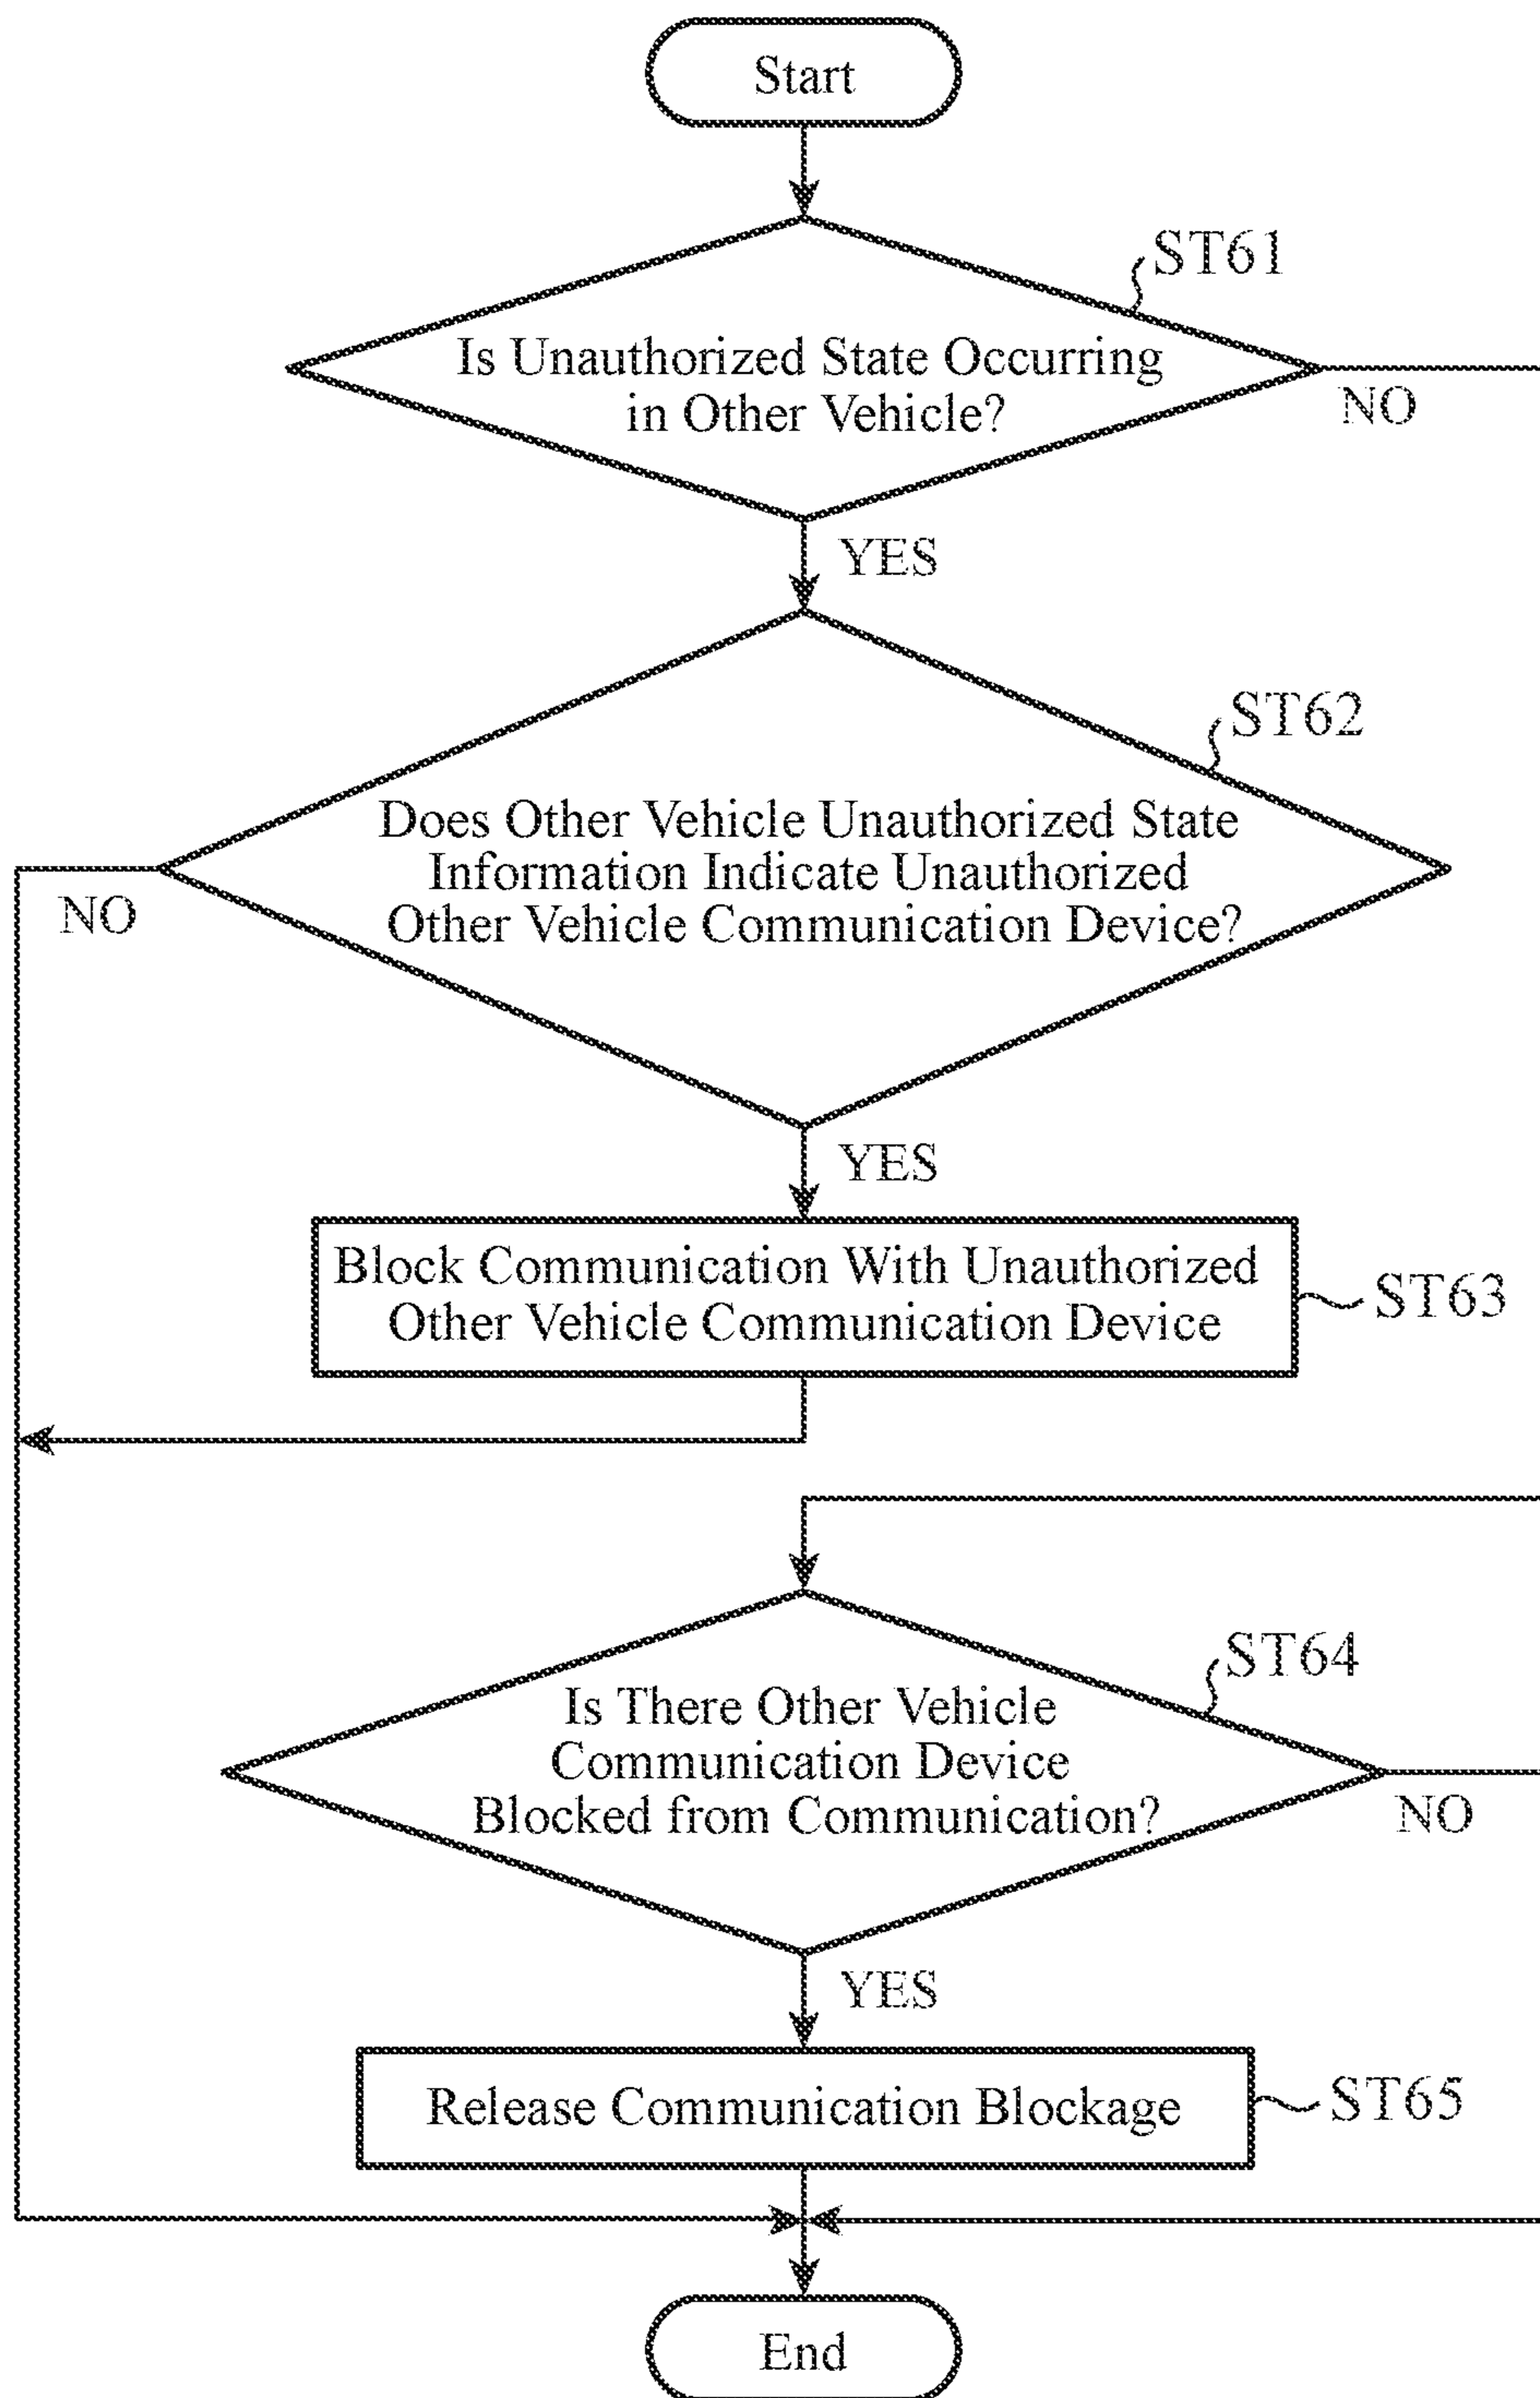 Start
ST61
Is Unauthorized State Occurring
in Other Vehicle?
NO
YES
ST62
Does Other Vehicle Unauthorized State
Information Indicate Unauthorized
Other Vehicle Communication Device?
NO
YES
Block Communication With Unauthorized
Other Vehicle Communication Device
ST63
ST64
Is There Other Vehicle
Communication Device
Blocked from Communication?
NO
YES
Release Communication Blockage
ST65
End